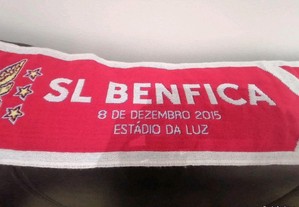 SL BENFICA
8 DE DEZEMBRO 2015
ESTÁDIO DA LUZ